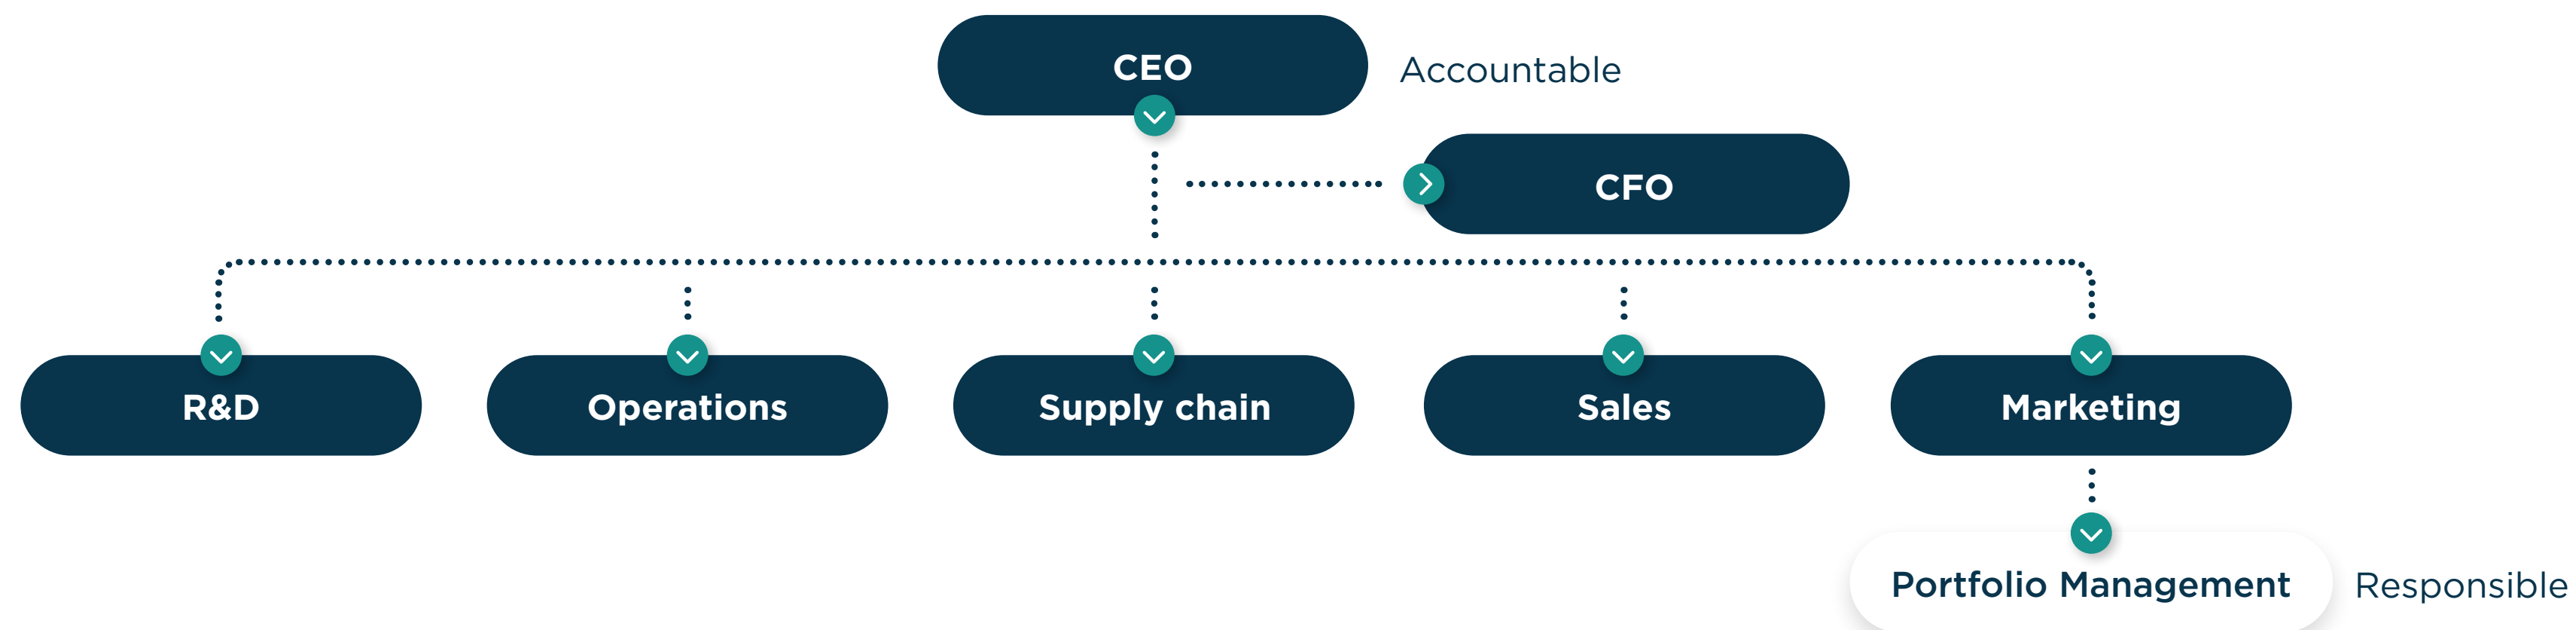 CEO
Accountable
CFO
R&D
Operations
Supply chain
Sales
Marketing
Portfolio Management
Responsible